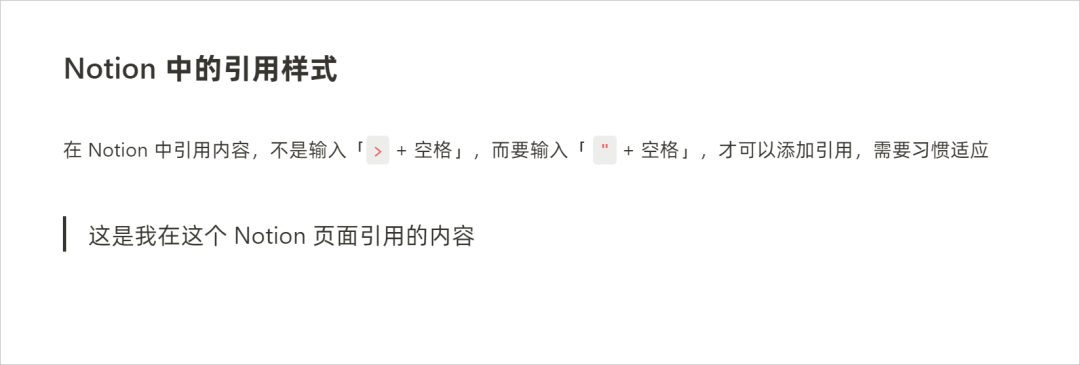 Notion 中的引用样式
在 Notion 中引用内容，不是输入「 > + 空格」，而要输入「 " + 空格」，才可以添加引用，需要习惯适应
这是我在这个 Notion 页面引用的内容